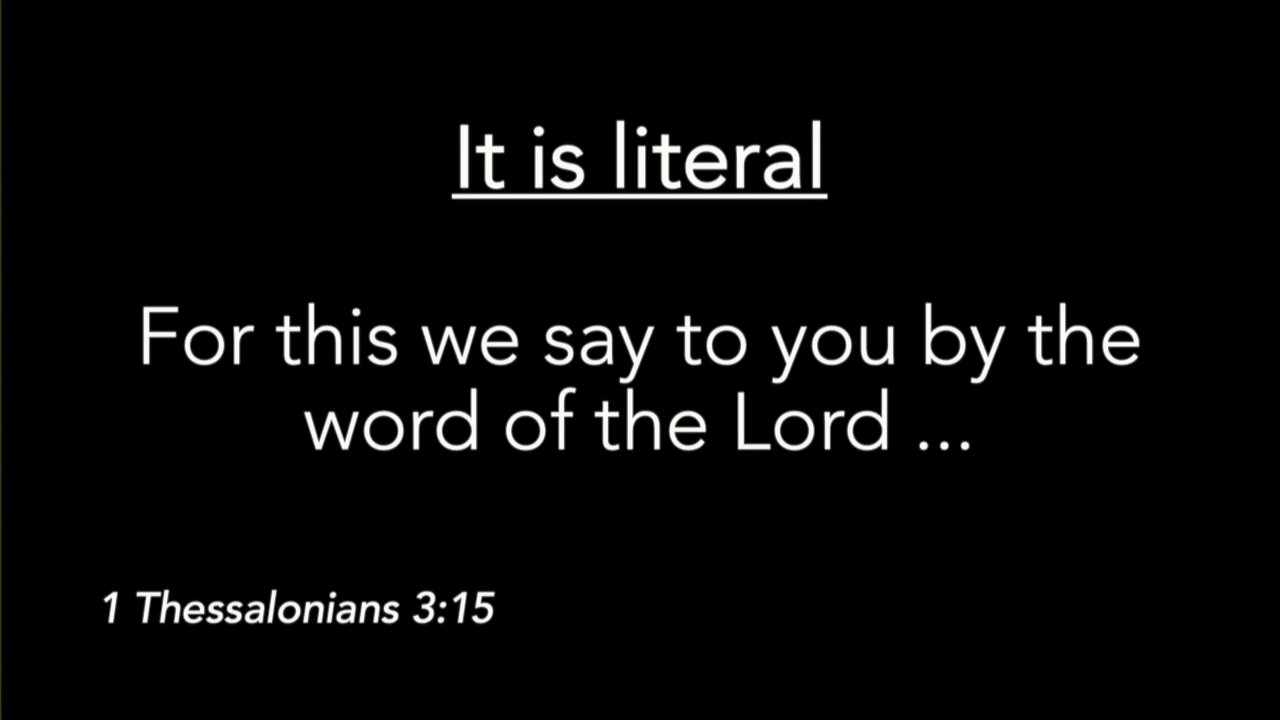 It is literal
For this we say to you by the
word of the Lord ...
1 Thessalonians 3:15